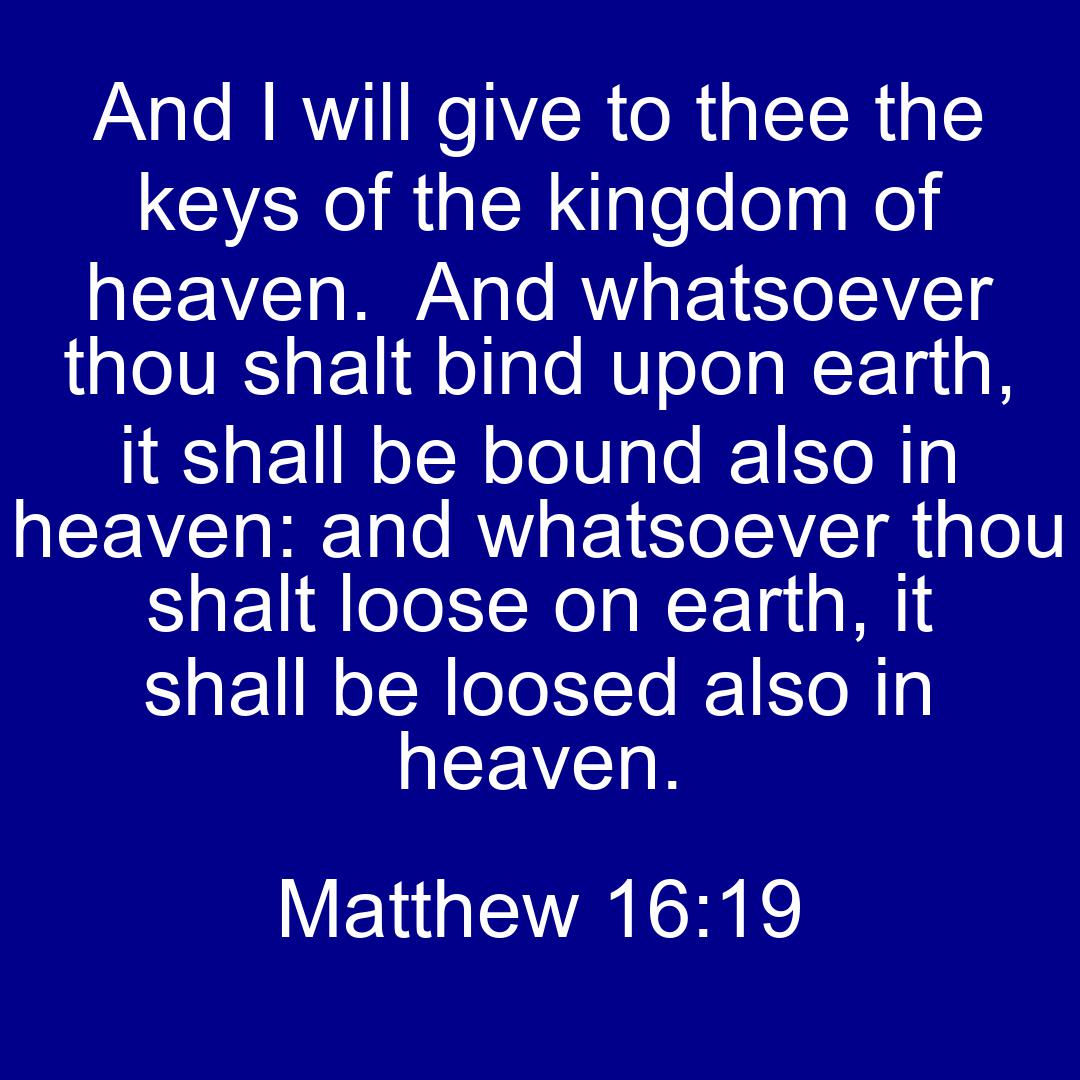 And I will give to thee the
keys of the kingdom of
heaven.  And whatsoever
thou shalt bind upon earth,
it shall be bound also in
heaven: and whatsoever thou
shalt loose on earth, it
shall be loosed also in
heaven.
Matthew 16:19